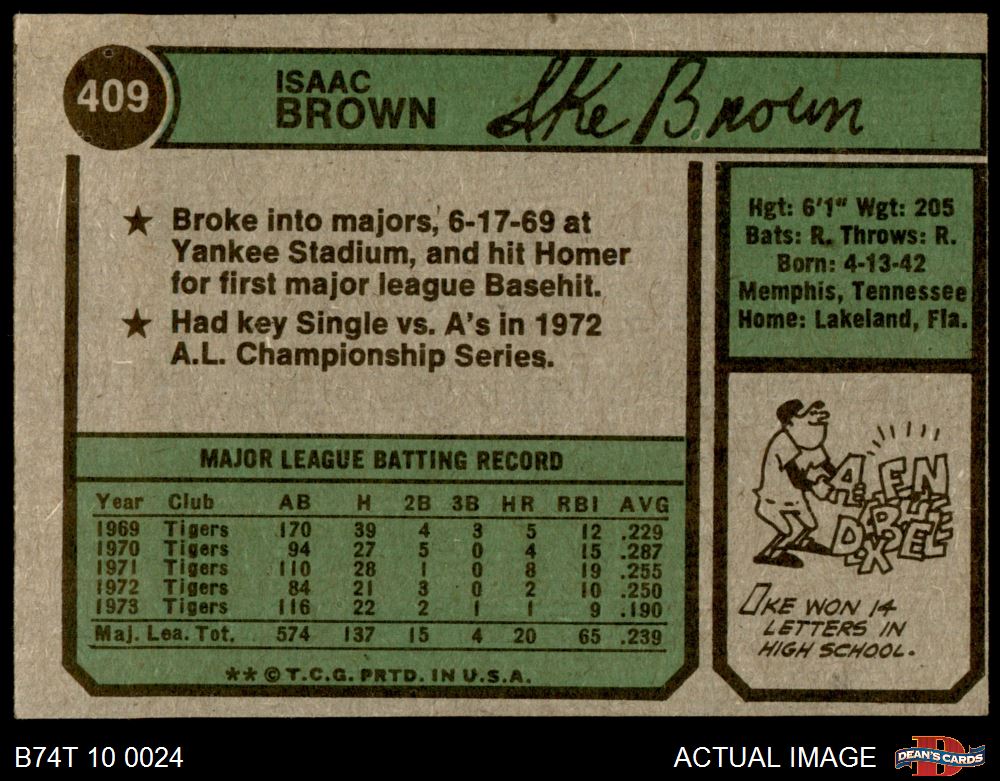 409
ISAAC
BROWN
Ike Brown
★ Broke into majors, 6-17-69 at
Yankee Stadium, and hit Homer
for first major league Basehit.
★ Had key Single vs. A's in 1972
A.L. Championship Series.
Hgt: 6'1" Wgt: 205
Bats: R. Throws: R.
Born: 4-13-42
Memphis, Tennessee
Home: Lakeland, Fla.
MAJOR LEAGUE BATTING RECORD
Year Club AB H 2B 3B HR RBI AVG
1969 Tigers 170 39 4 3 5 12 .229
1970 Tigers 94 27 5 0 4 15 .287
1971 Tigers 110 28 1 0 8 19 .255
1972 Tigers 84 21 3 0 2 10 .250
1973 Tigers 116 22 2 1 1 9 .190
Maj. Lea. Tot. 574 137 15 4 20 65 .239
** © T.C.G. PRTD. IN U.S.A.
IKE WON 14
LETTERS IN
HIGH SCHOOL.
B74T 10 0024
ACTUAL IMAGE
DEAN'S CARDS